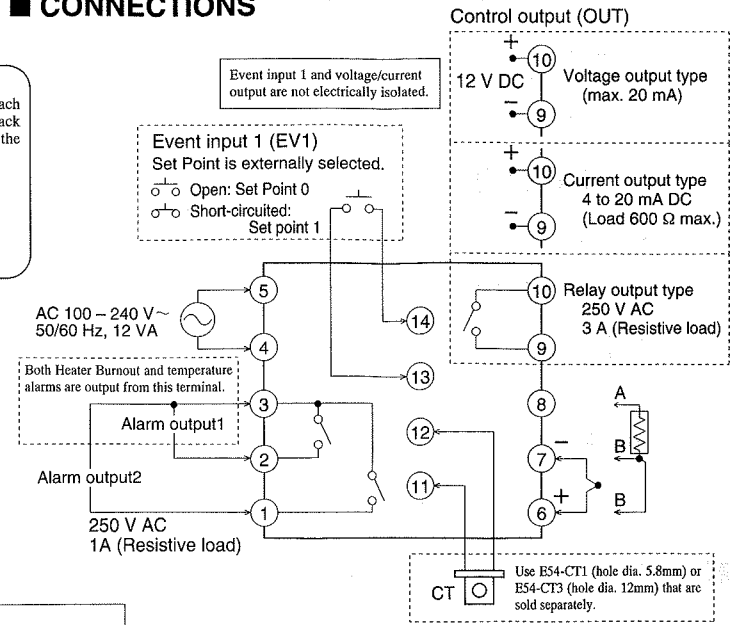 ■ CONNECTIONS
Control output (OUT)
ach
ack
the
Event input 1 and voltage/current
output are not electrically isolated.
+
10
12 V DC
−
9
Voltage output type
(max. 20 mA)
Event input 1 (EV1)
Set Point is externally selected.
Open: Set Point 0
Short-circuited:
Set point 1
+
10
−
9
Current output type
4 to 20 mA DC
(Load 600 Ω max.)
10
9
Relay output type
250 V AC
3 A (Resistive load)
AC 100 – 240 V~
50/60 Hz, 12 VA
5
4
14
13
Both Heater Burnout and temperature
alarms are output from this terminal.
3
Alarm output1
2
Alarm output2
1
250 V AC
1A (Resistive load)
12
11
8
7
−
6
+
A
B
B
CT
Use E54-CT1 (hole dia. 5.8mm) or
E54-CT3 (hole dia. 12mm) that are
sold separately.